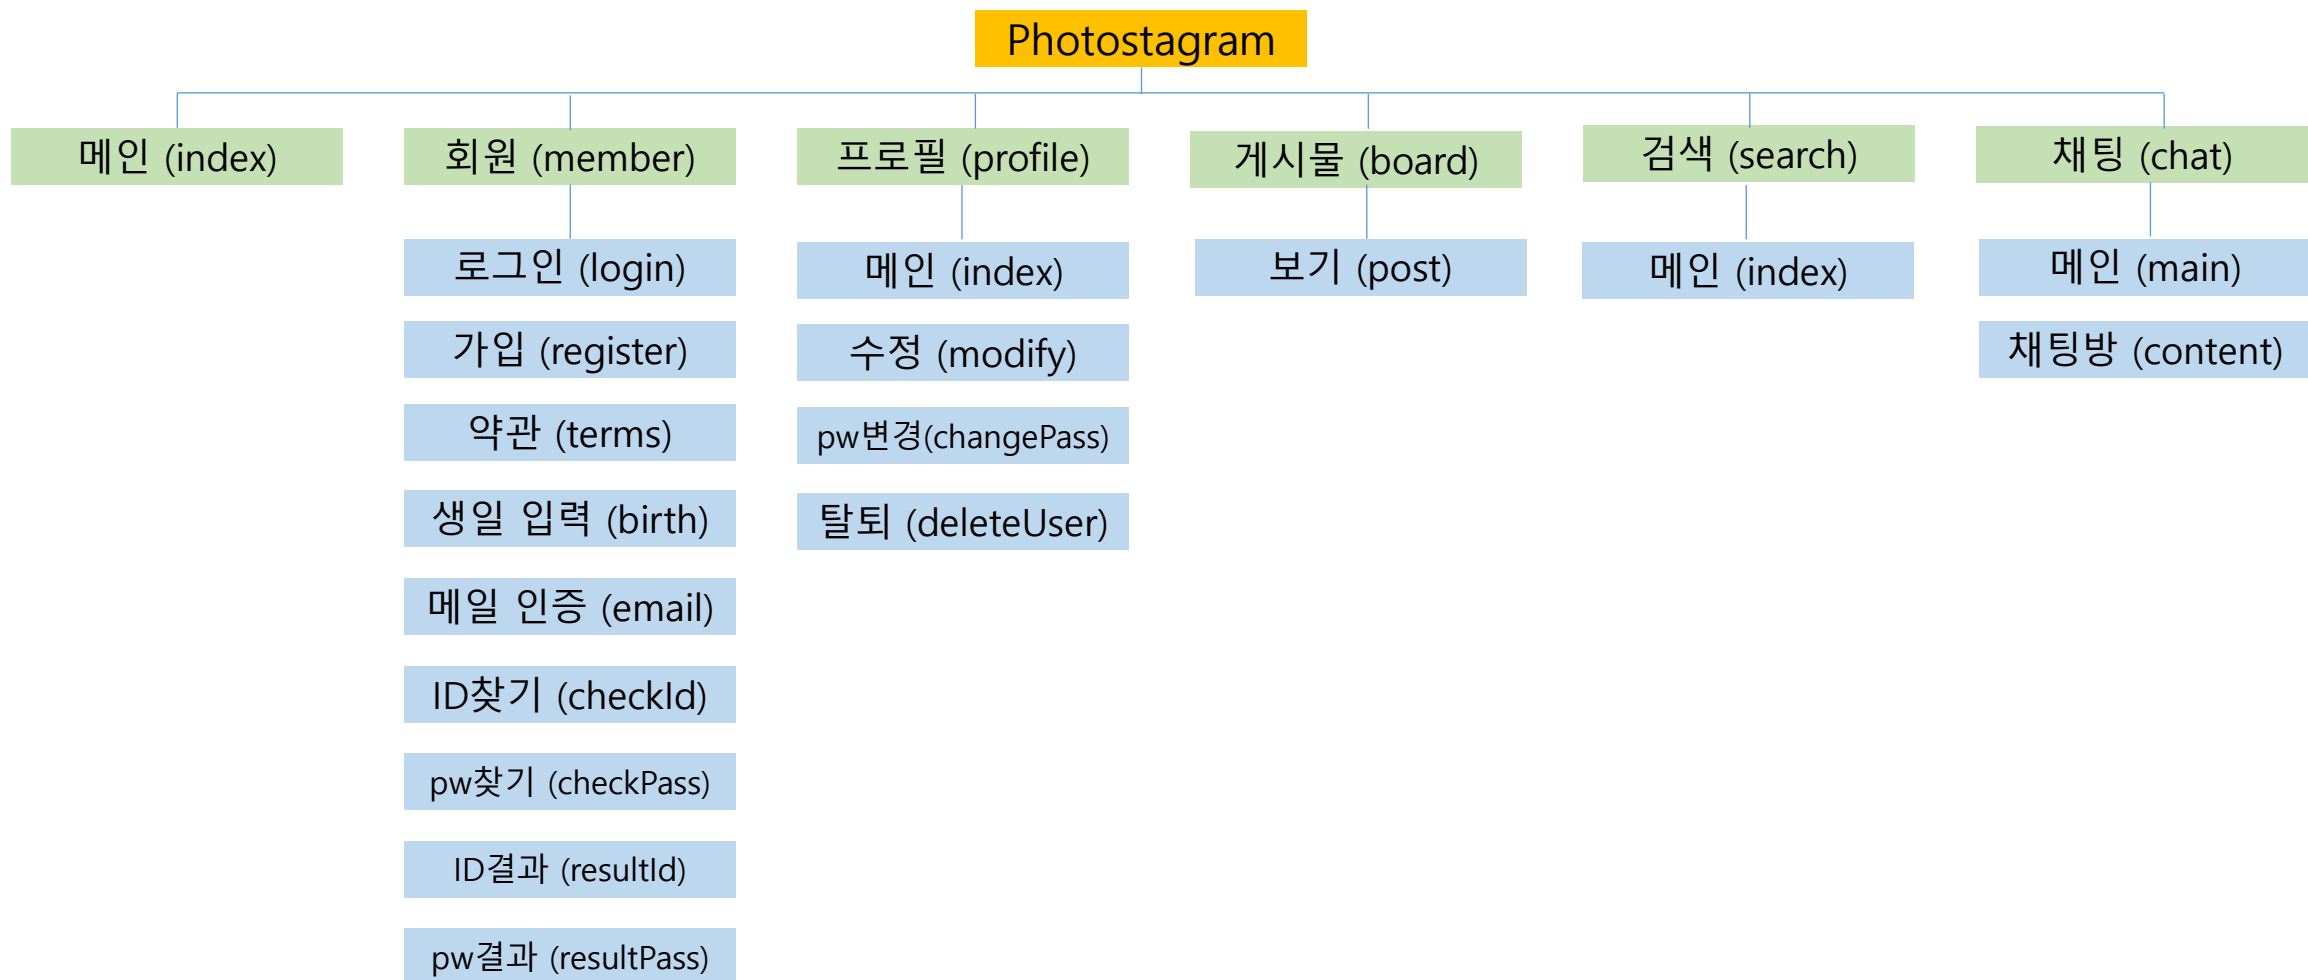 Photostagram
메인 (index)
회원 (member)
프로필 (profile)
게시물 (board)
검색 (search)
채팅 (chat)
로그인 (login)
가입 (register)
약관 (terms)
생일 입력 (birth)
메일 인증 (email)
ID찾기 (checkId)
pw찾기 (checkPass)
ID결과 (resultId)
pw결과 (resultPass)
메인 (index)
수정 (modify)
pw변경(changePass)
탈퇴 (deleteUser)
보기 (post)
메인 (index)
메인 (main)
채팅방 (content)